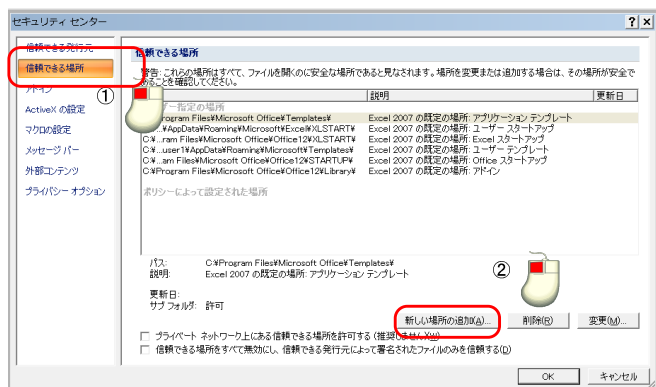 セキュリティ センター
信頼できる発行元
信頼できる場所
アドイン
ActiveX の設定
マクロの設定
メッセージ バー
外部コンテンツ
プライバシー オプション
①
信頼できる場所
警告: これらの場所はすべて、ファイルを開くのに安全な場所であると見なされます。場所を変更または追加する場合は、その場所が安全で
あることを確認してください。
説明 更新日
指定の場所
rogram Files¥Microsoft Office¥Templates¥ Excel 2007 の既定の場所: アプリケーション テンプレート
¥AppData¥Roaming¥Microsoft¥Excel¥XLSTART¥ Excel 2007 の既定の場所: ユーザー スタートアップ
C:¥...ram Files¥Microsoft Office¥Office12¥XLSTART¥ Excel 2007 の既定の場所: Excel スタートアップ
C:¥...user1¥AppData¥Roaming¥Microsoft¥Templates¥ Excel 2007 の既定の場所: ユーザー テンプレート
C:¥...am Files¥Microsoft Office¥Office12¥STARTUP¥ Excel 2007 の既定の場所: Office スタートアップ
C:¥Program Files¥Microsoft Office¥Office12¥Library¥ Excel 2007 の既定の場所: アドイン
ポリシーによって設定された場所
パス: C:¥Program Files¥Microsoft Office¥Templates¥
説明: Excel 2007 の既定の場所: アプリケーション テンプレート
②
更新日:
サブ フォルダ: 許可
新しい場所の追加(A)... 削除(R) 変更(M)...
プライベート ネットワーク上にある信頼できる場所を許可する (推奨しません)(W)
信頼できる場所をすべて無効にし、信頼できる発行元によって署名されたファイルのみを信頼する(D)
OK キャンセル